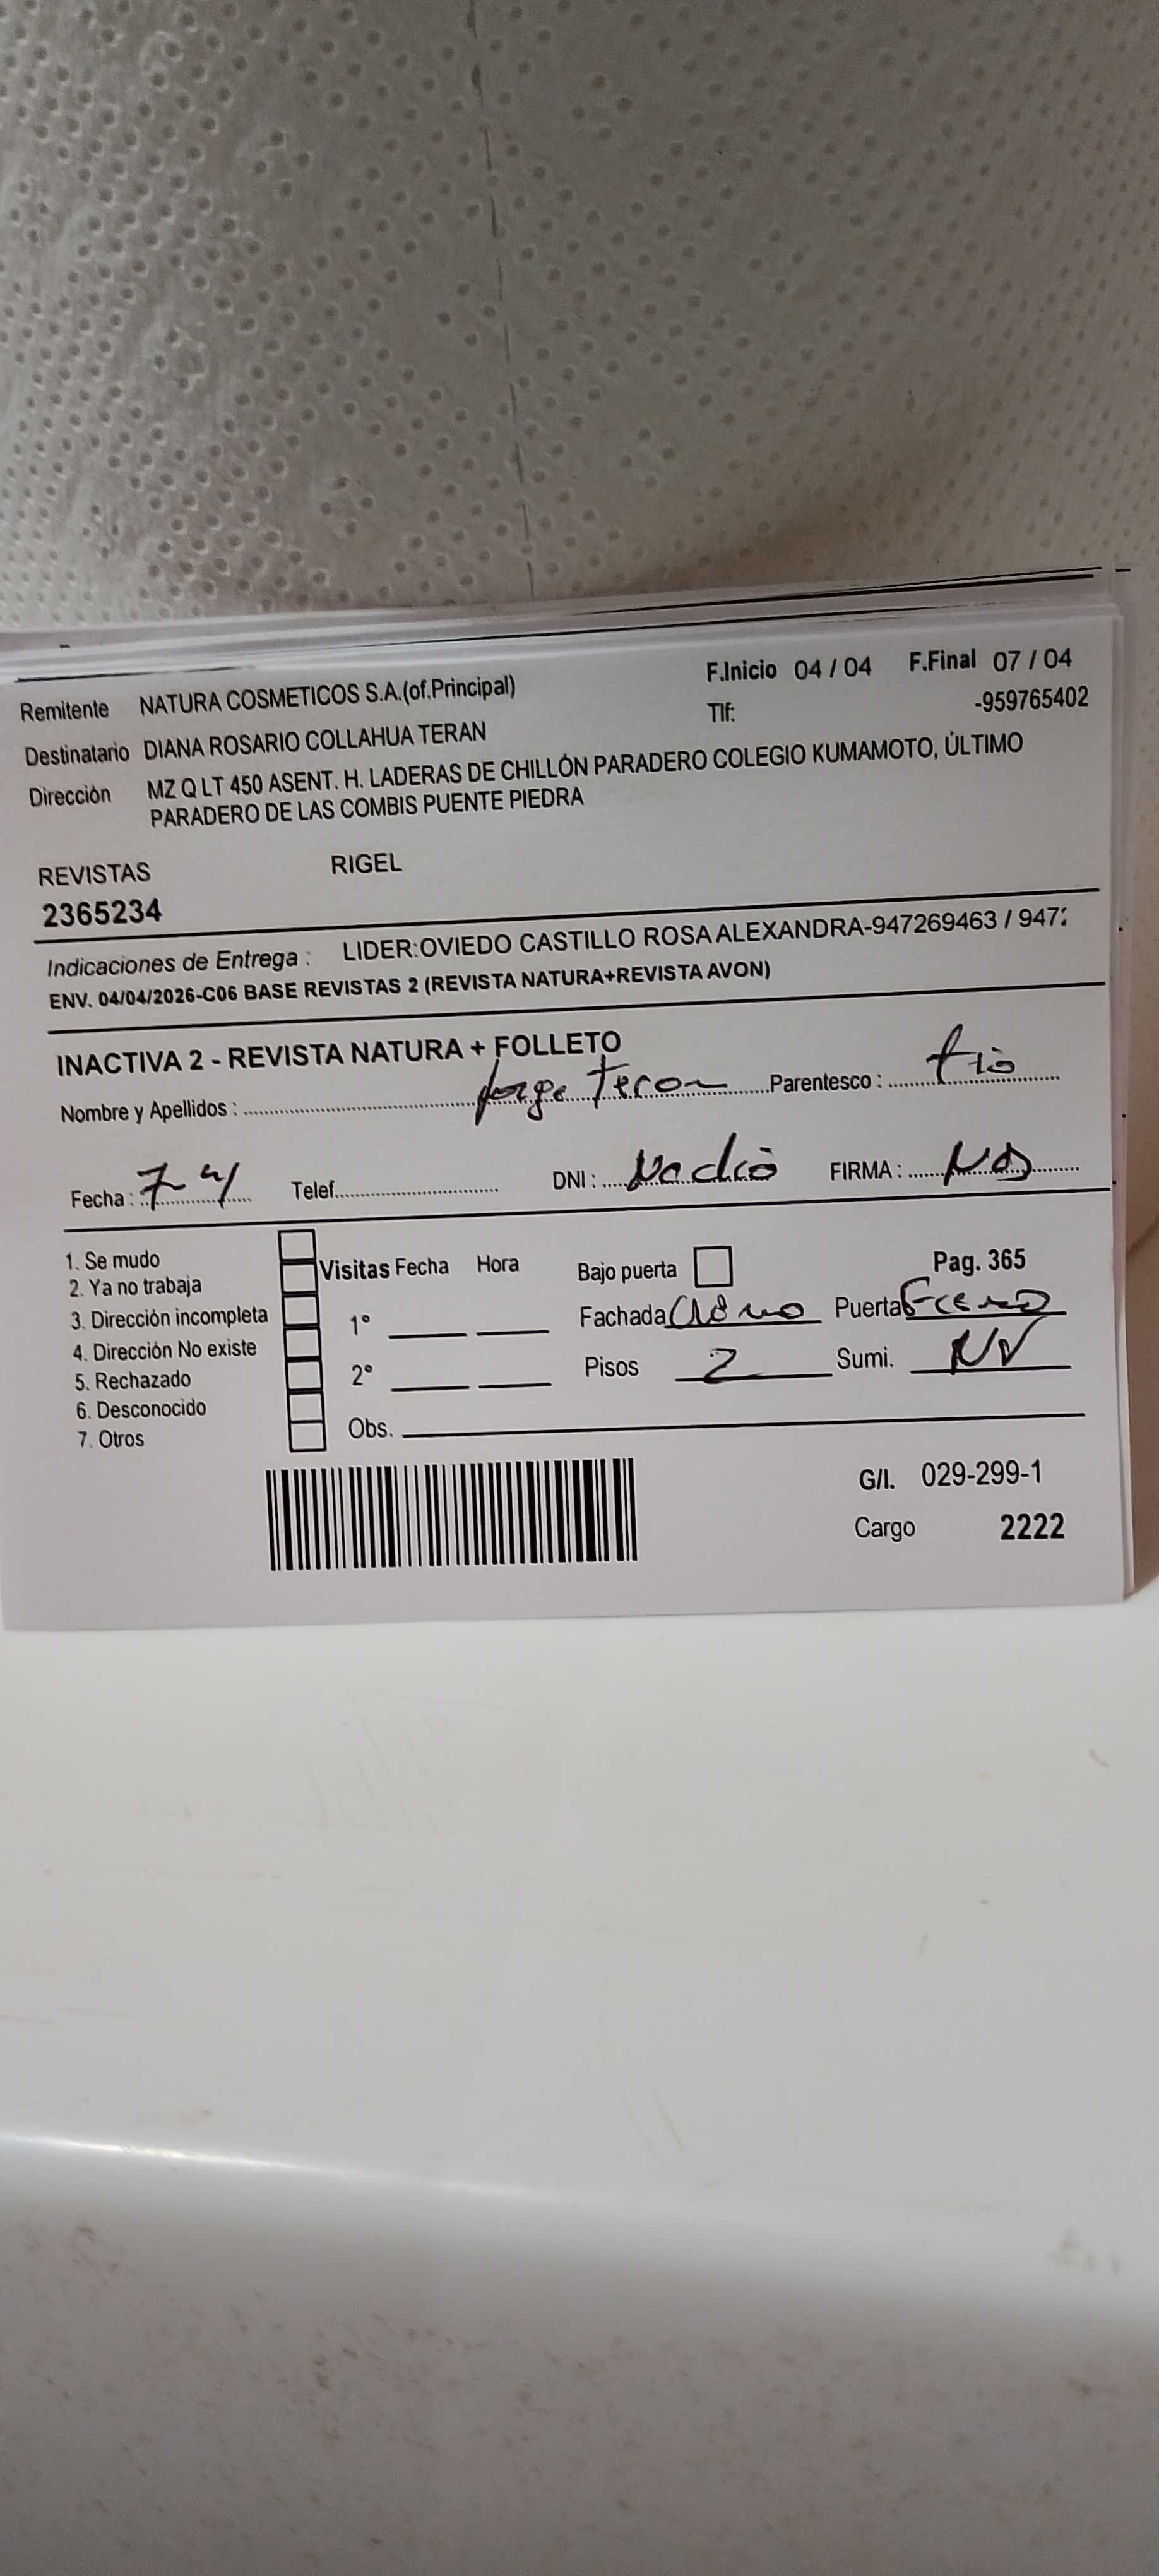 Remitente NATURA COSMETICOS S.A.(of.Principal) F.Inicio 04 / 04 F.Final 07 / 04
Destinatario DIANA ROSARIO COLLAHUA TERAN Tlf: -959765402
Dirección MZ Q LT 450 ASENT. H. LADERAS DE CHILLÓN PARADERO COLEGIO KUMAMOTO, ÚLTIMO
PARADERO DE LAS COMBIS PUENTE PIEDRA
REVISTAS RIGEL
2365234
Indicaciones de Entrega : LIDER:OVIEDO CASTILLO ROSA ALEXANDRA-947269463 / 947
ENV. 04/04/2026-C06 BASE REVISTAS 2 (REVISTA NATURA+REVISTA AVON)
INACTIVA 2 - REVISTA NATURA + FOLLETO
Nombre y Apellidos : Jorge Teran Parentesco : tio
Fecha : 7-4 Telef. DNI : No dio FIRMA : NO
1. Se mudo
2. Ya no trabaja
3. Dirección incompleta
4. Dirección No existe
5. Rechazado
6. Desconocido
7. Otros
Visitas Fecha Hora Bajo puerta Pag. 365
1° Fachada Puerta
2° Pisos 2 Sumi. NV
Obs.
G/I. 029-299-1
Cargo 2222